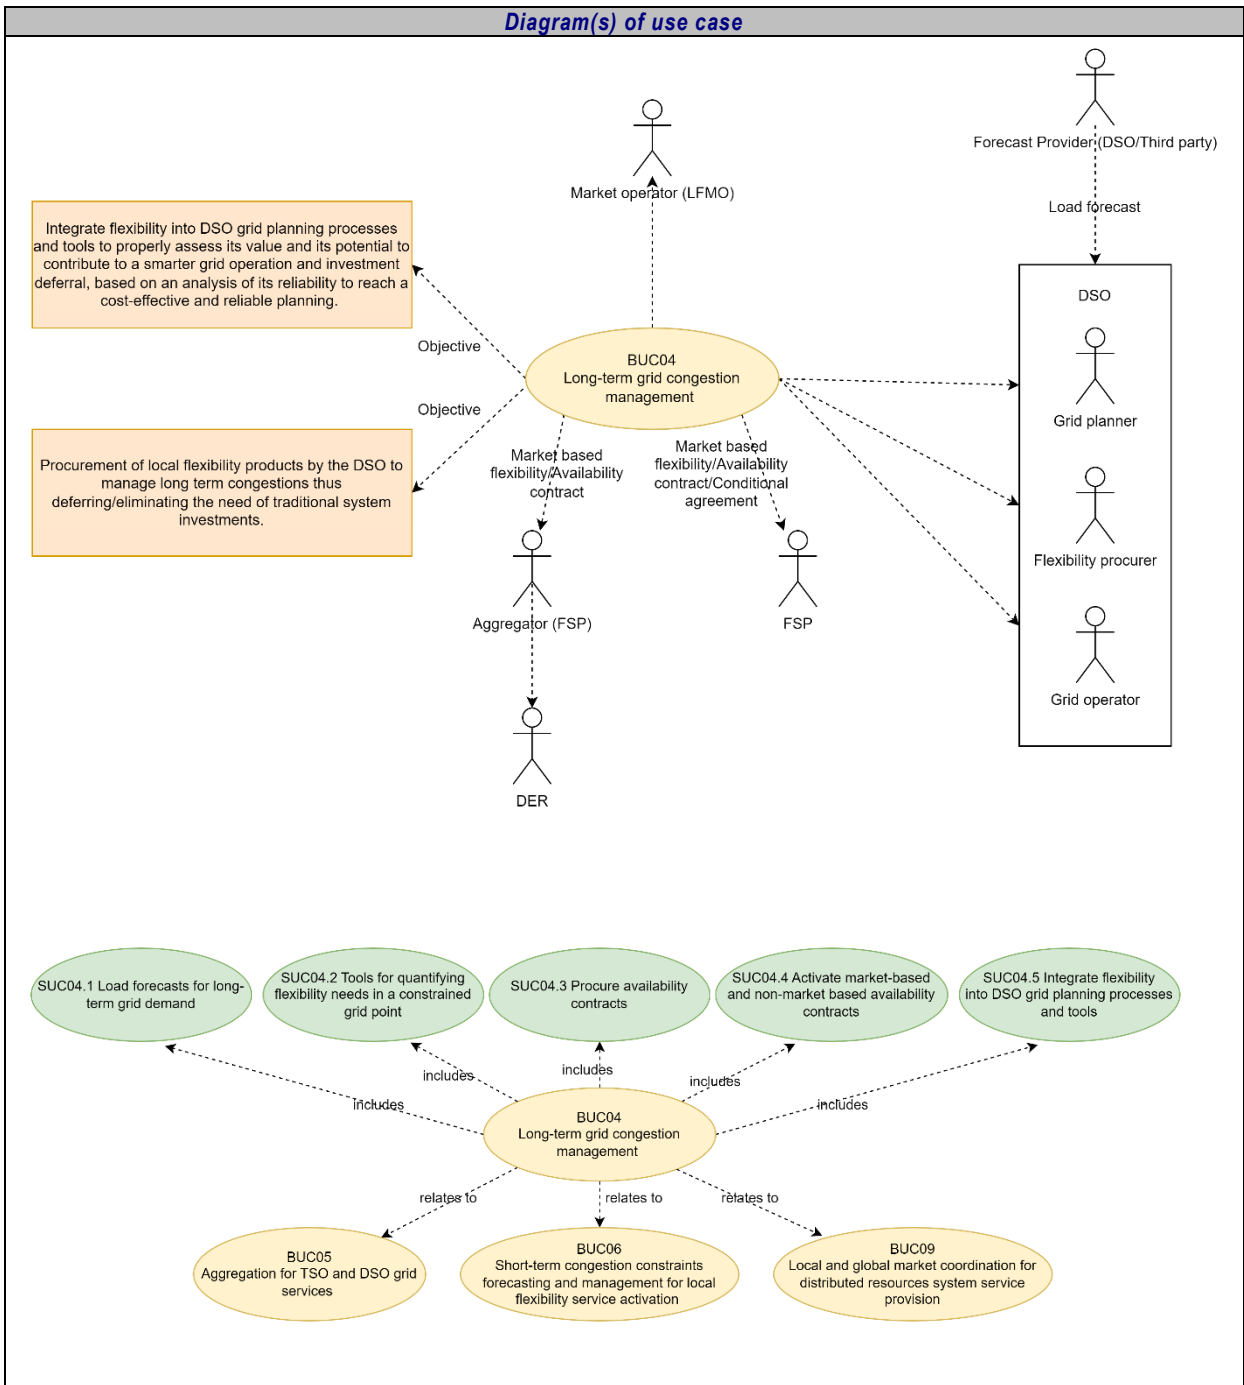 Diagram(s) of use case
Forecast Provider (DSO/Third party)
Market operator (LFMO)
Load forecast
Integrate flexibility into DSO grid planning processes
and tools to properly assess its value and its potential to
contribute to a smarter grid operation and investment
deferral, based on an analysis of its reliability to reach a
cost-effective and reliable planning.
DSO
Objective
BUC04
Long-term grid congestion
management
Grid planner
Objective
Procurement of local flexibility products by the DSO to
manage long term congestions thus
deferring/eliminating the need of traditional system
investments.
Market based
flexibility/Availability
contract
Market based
flexibility/Availability
contract/Conditional
agreement
Flexibility procurer
Aggregator (FSP)
FSP
Grid operator
DER
SUC04.1 Load forecasts for long-
term grid demand
SUC04.2 Tools for quantifying
flexibility needs in a constrained
grid point
SUC04.3 Procure availability
contracts
SUC04.4 Activate market-based
and non-market based availability
contracts
SUC04.5 Integrate flexibility
into DSO grid planning processes
and tools
includes
includes
includes
includes
includes
BUC04
Long-term grid congestion
management
relates to
relates to
relates to
BUC05
Aggregation for TSO and DSO grid
services
BUC06
Short-term congestion constraints
forecasting and management for local
flexibility service activation
BUC09
Local and global market coordination for
distributed resources system service
provision